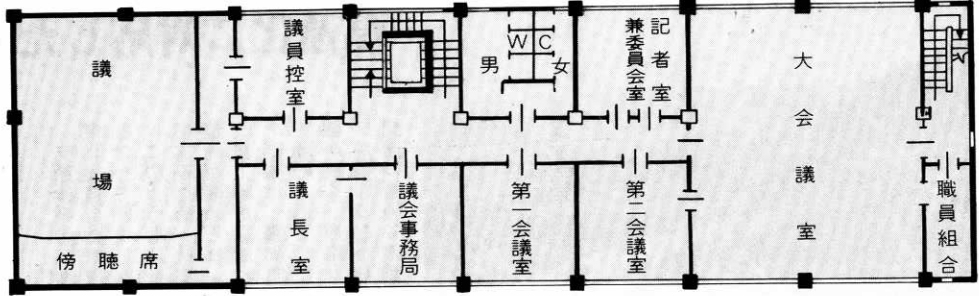 議場
傍聴席
議員控室
男
WC
女
記者室
兼委員会室
大会議室
議長室
議会事務局
第一会議室
第二会議室
職員組合